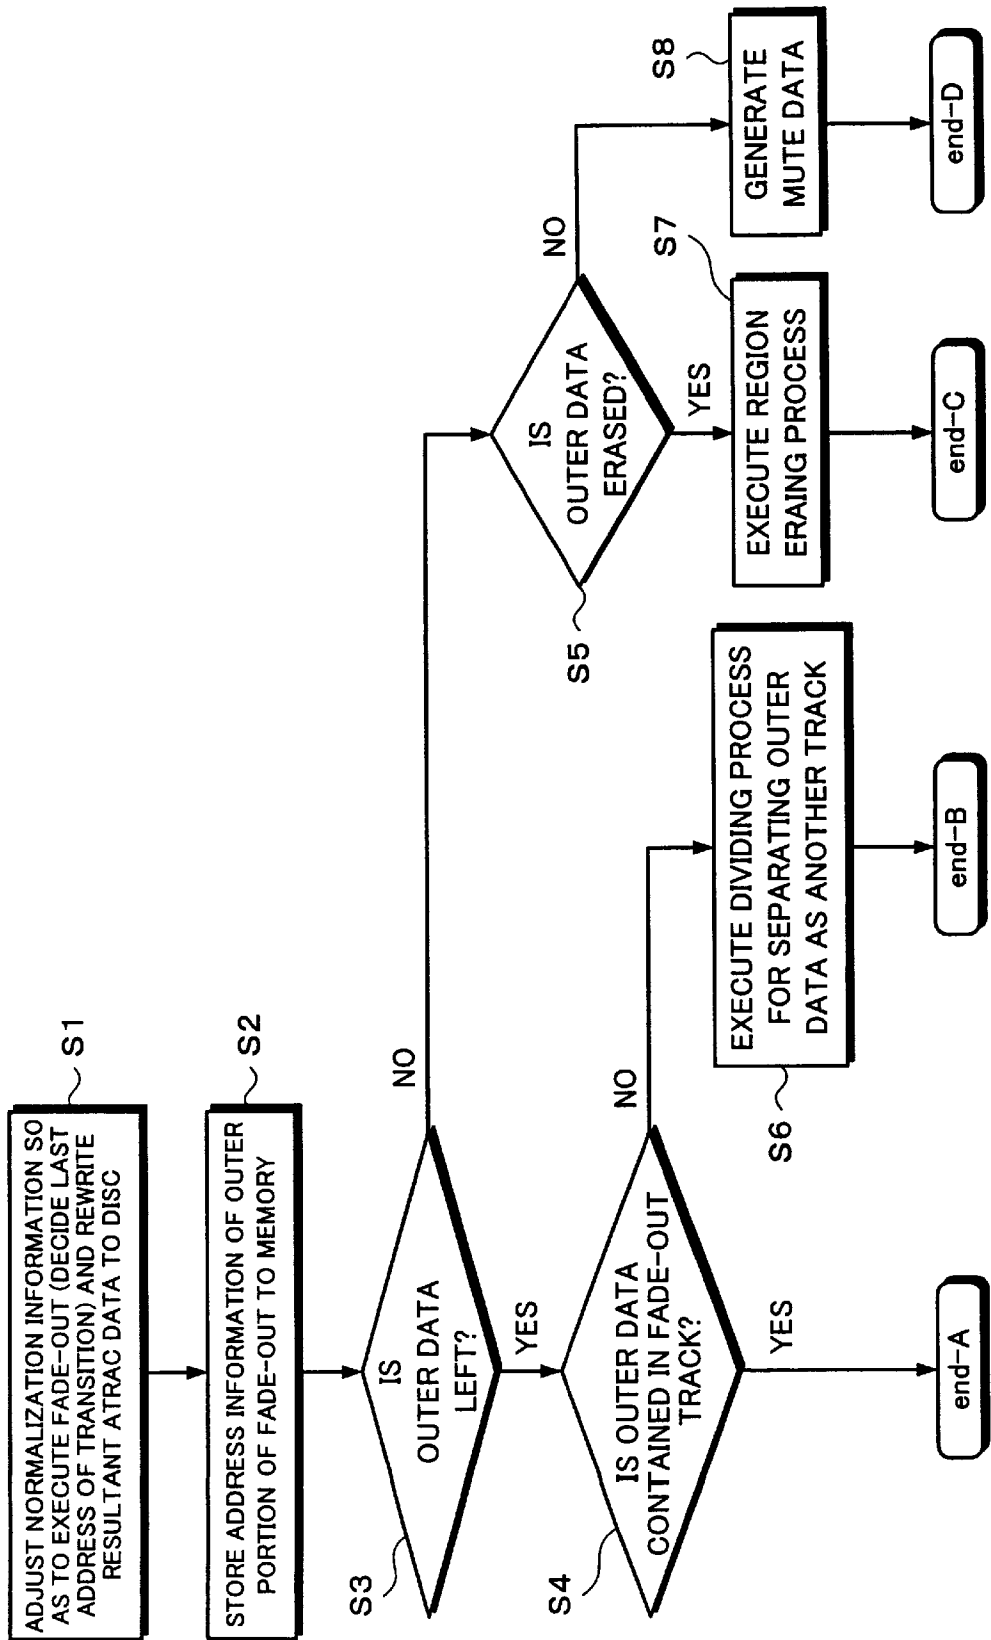 ADJUST NORMALIZATION INFORMATION SO
AS TO EXECUTE FADE-OUT (DECIDE LAST
ADDRESS OF TRANSITION) AND REWRITE
RESULTANT ATRAC DATA TO DISC
S1
STORE ADDRESS INFORMATION OF OUTER
PORTION OF FADE-OUT TO MEMORY
S2
IS
OUTER DATA
LEFT?
S3
NO
YES
IS OUTER DATA
CONTAINED IN FADE-OUT
TRACK?
S4
NO
YES
end-A
IS
OUTER DATA
ERASED?
S5
NO
YES
EXECUTE DIVIDING PROCESS
FOR SEPARATING OUTER
DATA AS ANOTHER TRACK
S6
end-B
EXECUTE REGION
ERAING PROCESS
S7
end-C
GENERATE
MUTE DATA
S8
end-D